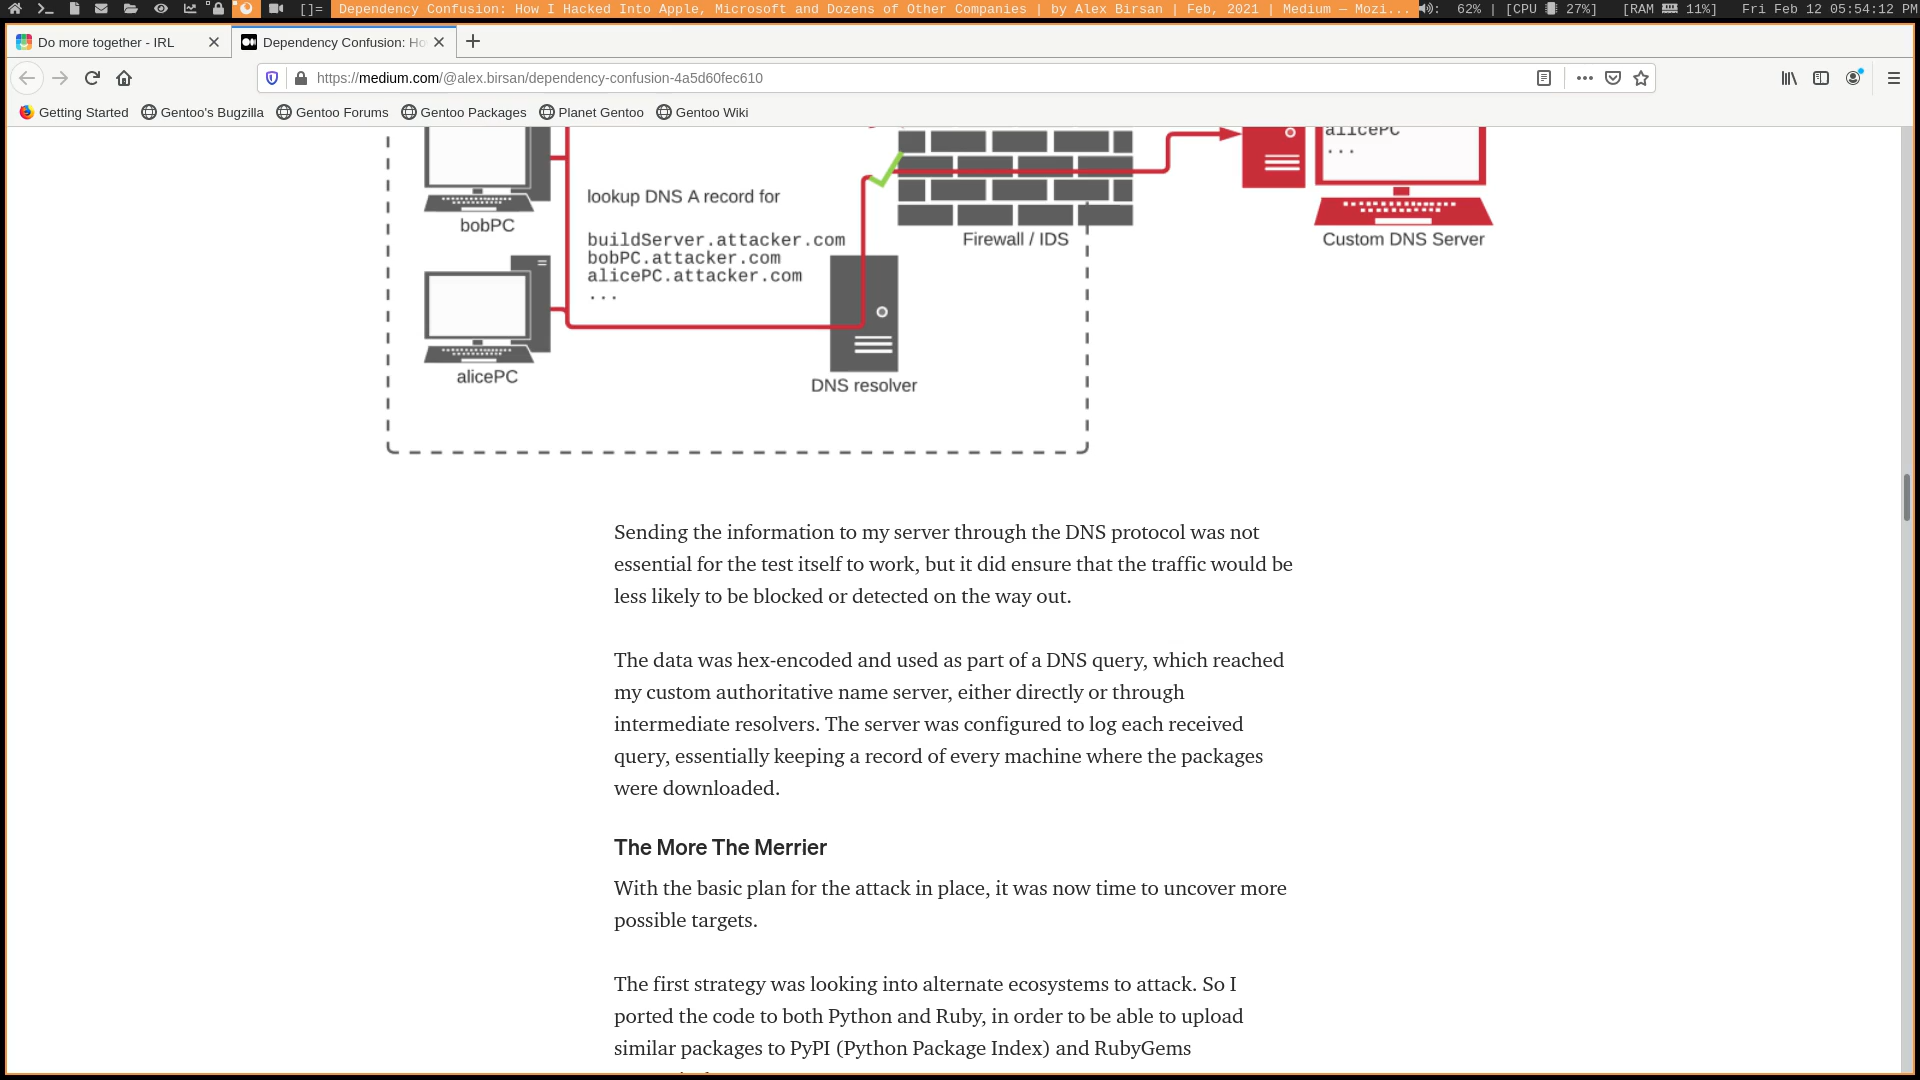 []= Dependency Confusion: How I Hacked Into Apple, Microsoft and Dozens of Other Companies | by Alex Birsan | Feb, 2021 | Medium — Mozi... : 62% | [CPU 27%] [RAM 11%] Fri Feb 12 05:54:12 PM
Do more together - IRL
Dependency Confusion: Ho
https://medium.com/@alex.birsan/dependency-confusion-4a5d60fec610
Getting Started Gentoo's Bugzilla Gentoo Forums Gentoo Packages Planet Gentoo Gentoo Wiki
alicePC
...
lookup DNS A record for
bobPC
buildServer.attacker.com
bobPC.attacker.com
alicePC.attacker.com
...
Firewall / IDS
Custom DNS Server
alicePC
DNS resolver
Sending the information to my server through the DNS protocol was not
essential for the test itself to work, but it did ensure that the traffic would be
less likely to be blocked or detected on the way out.
The data was hex-encoded and used as part of a DNS query, which reached
my custom authoritative name server, either directly or through
intermediate resolvers. The server was configured to log each received
query, essentially keeping a record of every machine where the packages
were downloaded.
The More The Merrier
With the basic plan for the attack in place, it was now time to uncover more
possible targets.
The first strategy was looking into alternate ecosystems to attack. So I
ported the code to both Python and Ruby, in order to be able to upload
similar packages to PyPI (Python Package Index) and RubyGems